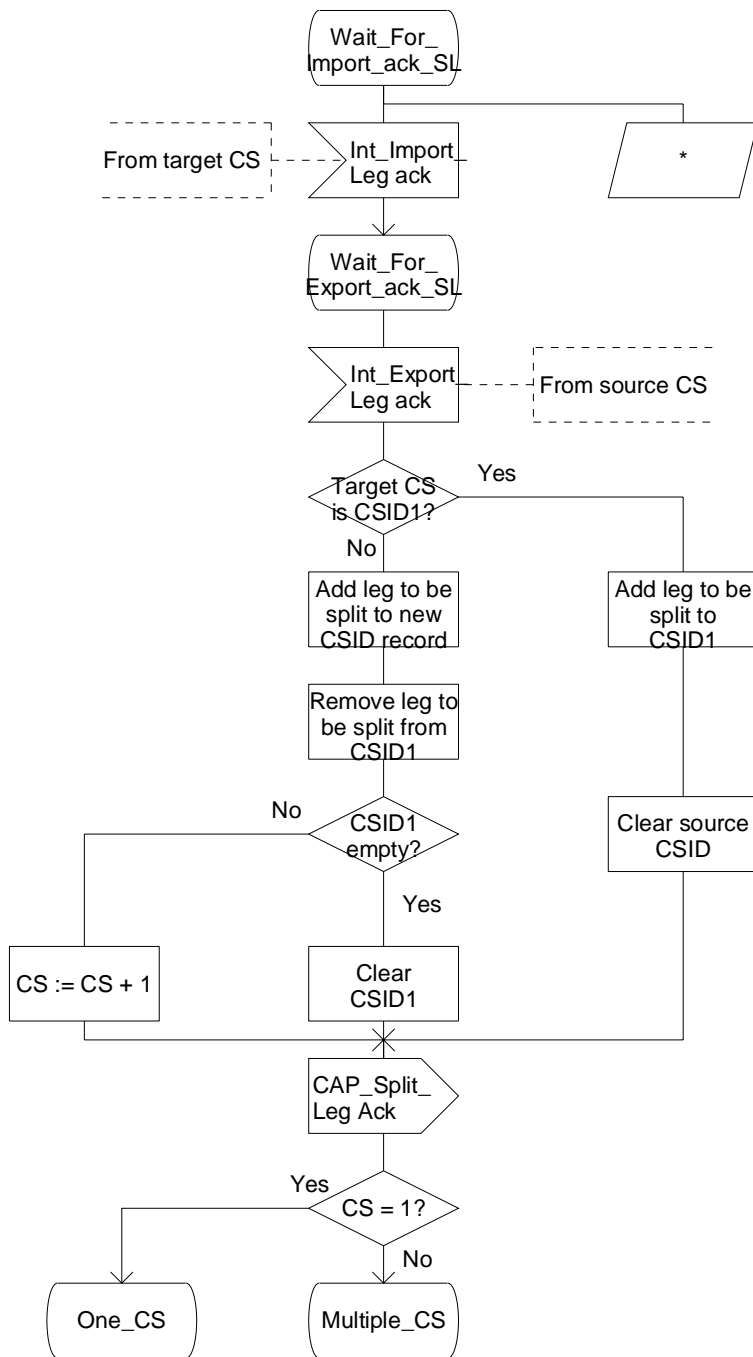 Wait_For_
Import_ack_SL
From target CS
Int_Import_
Leg ack
*
Wait_For_
Export_ack_SL
Int_Export_
Leg ack
From source CS
Target CS
is CSID1?
Yes
No
Add leg to be
split to new
CSID record
Add leg to be
split to
CSID1
Remove leg to
be split from
CSID1
No
CSID1
empty?
Clear source
CSID
Yes
CS := CS + 1
Clear
CSID1
CAP_Split_
Leg Ack
Yes
CS = 1?
No
One_CS
Multiple_CS